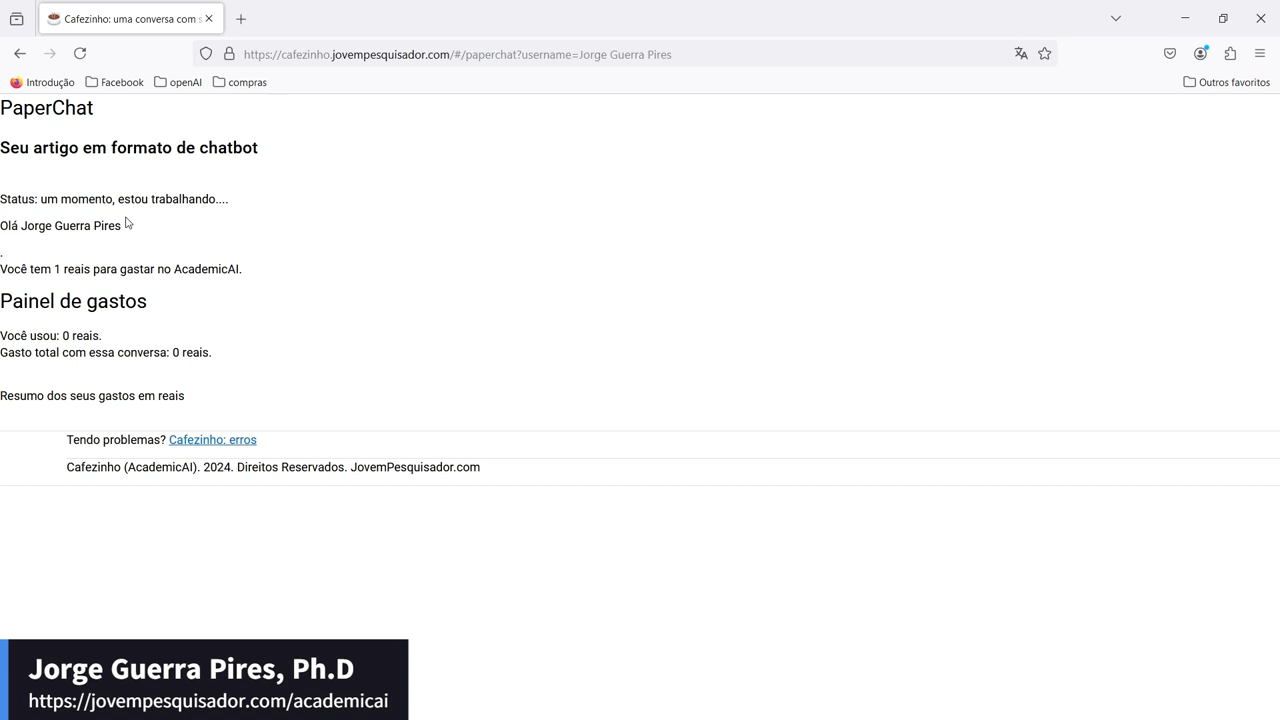 Cafezinho: uma conversa com s
https://cafezinho.jovempesquisador.com/#/paperchat?username=Jorge Guerra Pires
Introdução Facebook openAI compras Outros favoritos
PaperChat
Seu artigo em formato de chatbot
Status: um momento, estou trabalhando....
Olá Jorge Guerra Pires
.
Você tem 1 reais para gastar no AcademicAI.
Painel de gastos
Você usou: 0 reais.
Gasto total com essa conversa: 0 reais.
Resumo dos seus gastos em reais
Tendo problemas? Cafezinho: erros
Cafezinho (AcademicAI). 2024. Direitos Reservados. JovemPesquisador.com
Jorge Guerra Pires, Ph.D
https://jovempesquisador.com/academicai